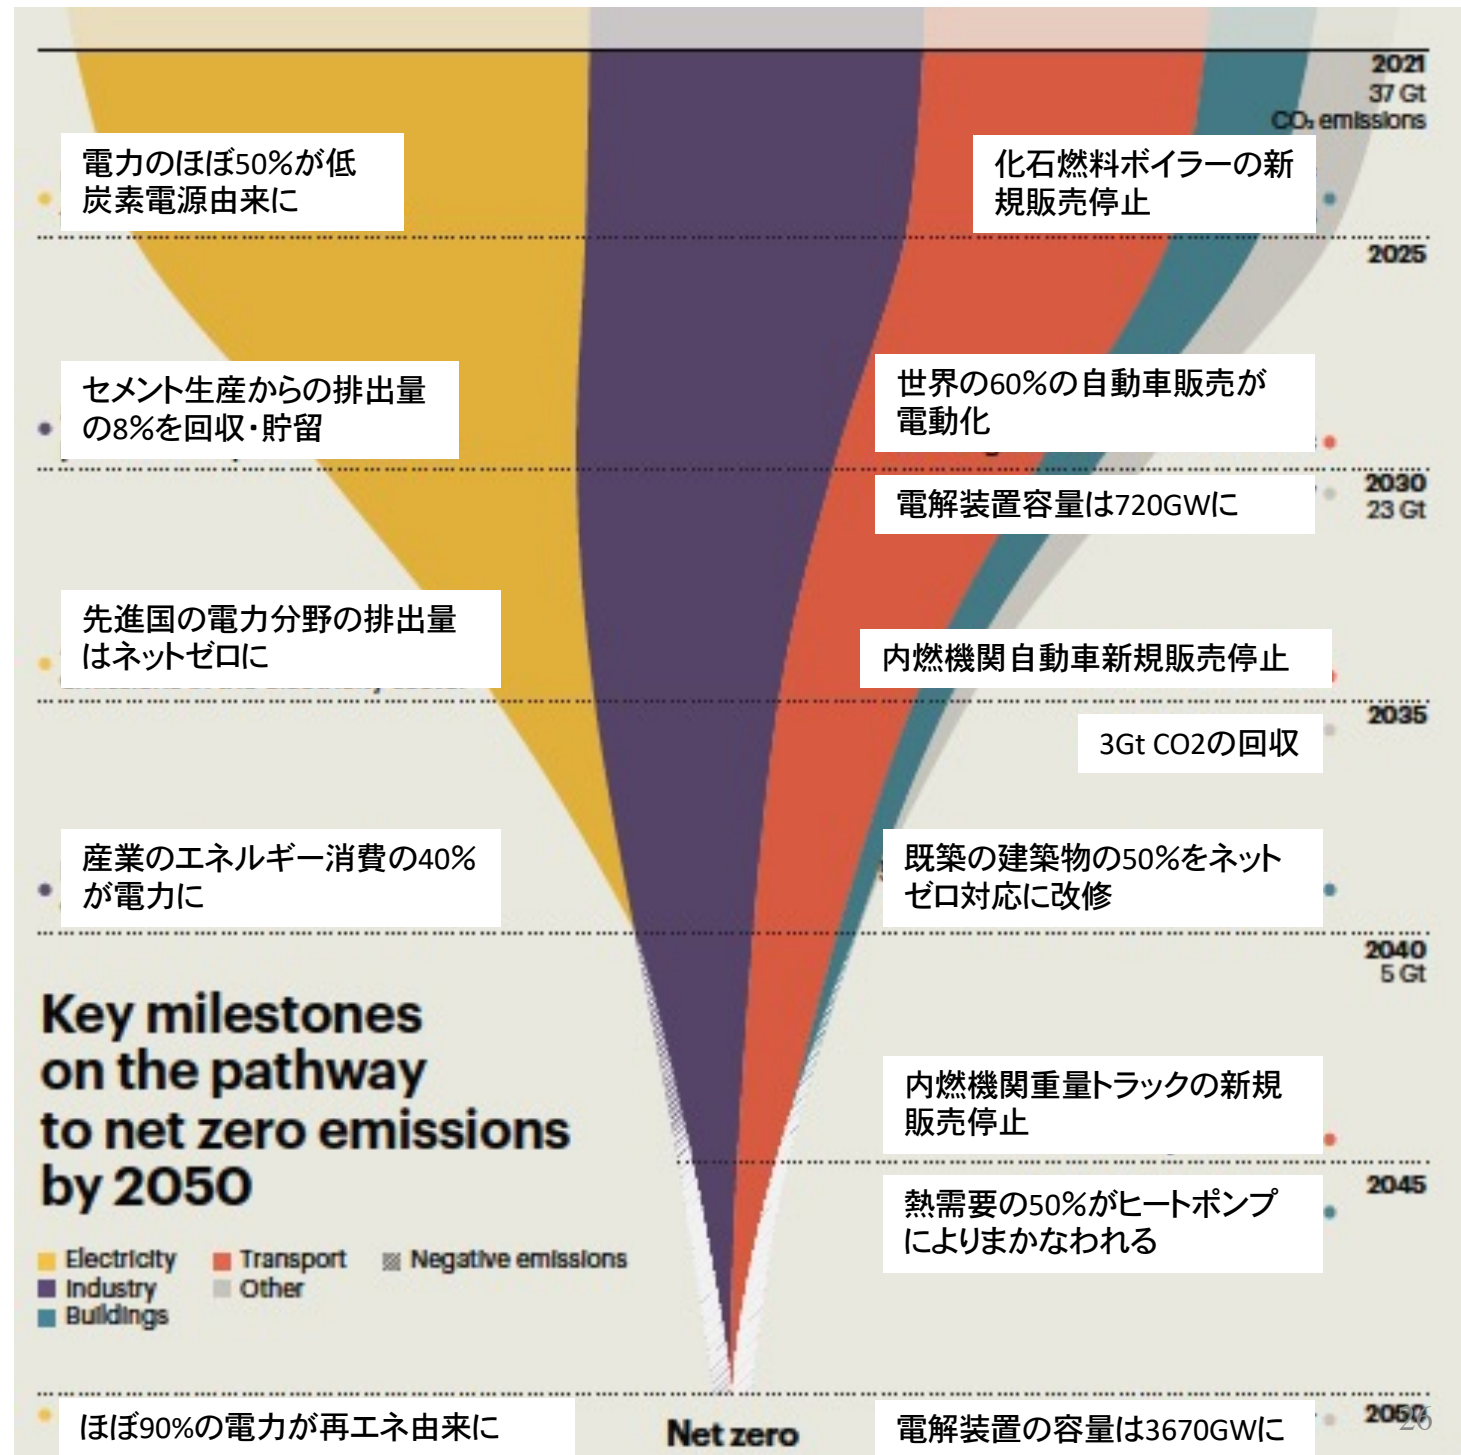 2021
37 Gt
CO₂ emissions
電力のほぼ50%が低
炭素電源由来に
化石燃料ボイラーの新
規販売停止
2025
セメント生産からの排出量
の8%を回収・貯留
世界の60%の自動車販売が
電動化
2030
23 Gt
電解装置容量は720GWに
先進国の電力分野の排出量
はネットゼロに
内燃機関自動車新規販売停止
2035
3Gt CO2の回収
産業のエネルギー消費の40%
が電力に
既築の建築物の50%をネット
ゼロ対応に改修
2040
5 Gt
Key milestones
on the pathway
to net zero emissions
by 2050
内燃機関重量トラックの新規
販売停止
2045
熱需要の50%がヒートポンプ
によりまかなわれる
Electricity
Transport
Negative emissions
Industry
Other
Buildings
ほぼ90%の電力が再エネ由来に
Net zero
電解装置の容量は3670GWに
2050
26